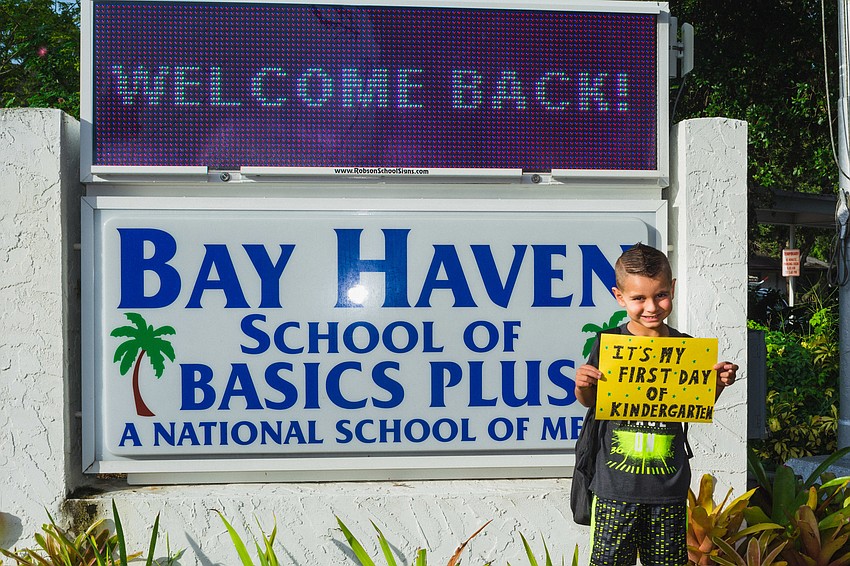 WELCOME BACK!
www.RobsonSchoolSigns.com
BAY HAVEN
SCHOOL OF
BASICS PLUS
A NATIONAL SCHOOL OF
IT'S MY
FIRST DAY
OF
KINDERGARTEN